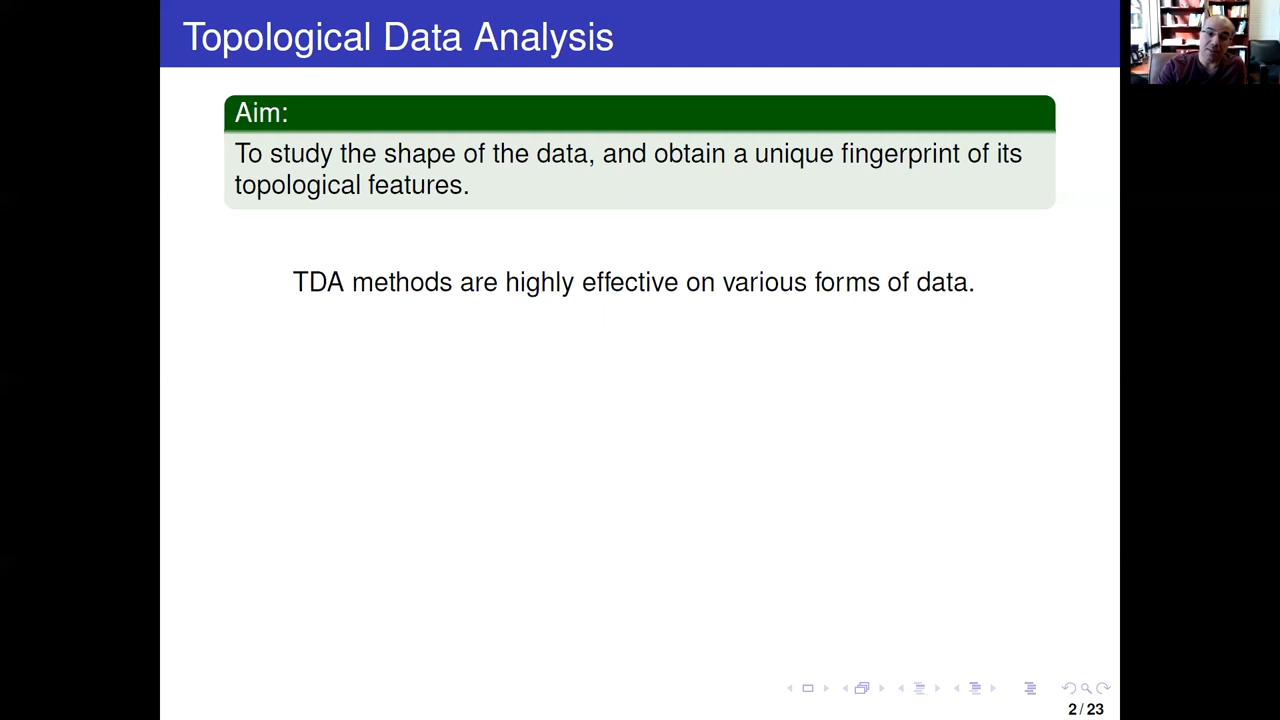 Topological Data Analysis
Aim:
To study the shape of the data, and obtain a unique fingerprint of its
topological features.
TDA methods are highly effective on various forms of data.
2 / 23